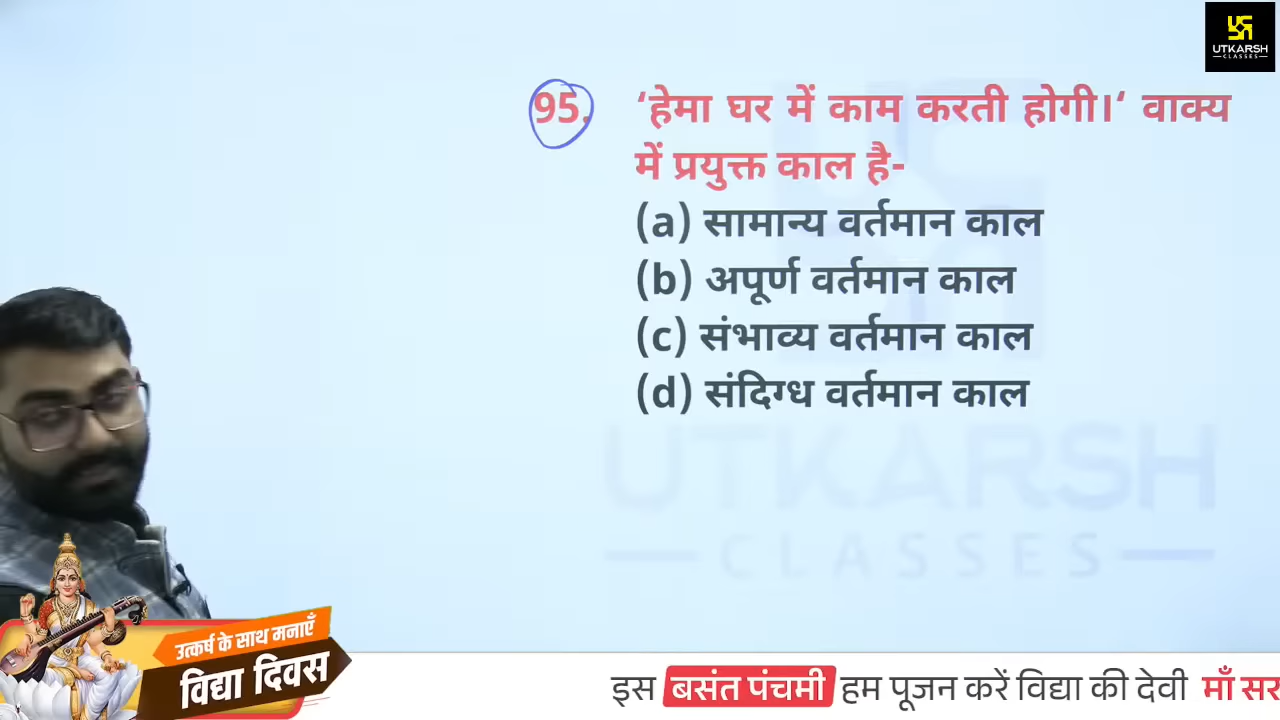 UTKARSH
CLASSES
95. ‘हेमा घर में काम करती होगी।‘ वाक्य
में प्रयुक्त काल है-
(a) सामान्य वर्तमान काल
(b) अपूर्ण वर्तमान काल
(c) संभाव्य वर्तमान काल
(d) संदिग्ध वर्तमान काल
UTKARSH
CLASSES
उत्कर्ष के साथ मनाएँ
विद्या दिवस
इस बसंत पंचमी हम पूजन करें विद्या की देवी माँ सर